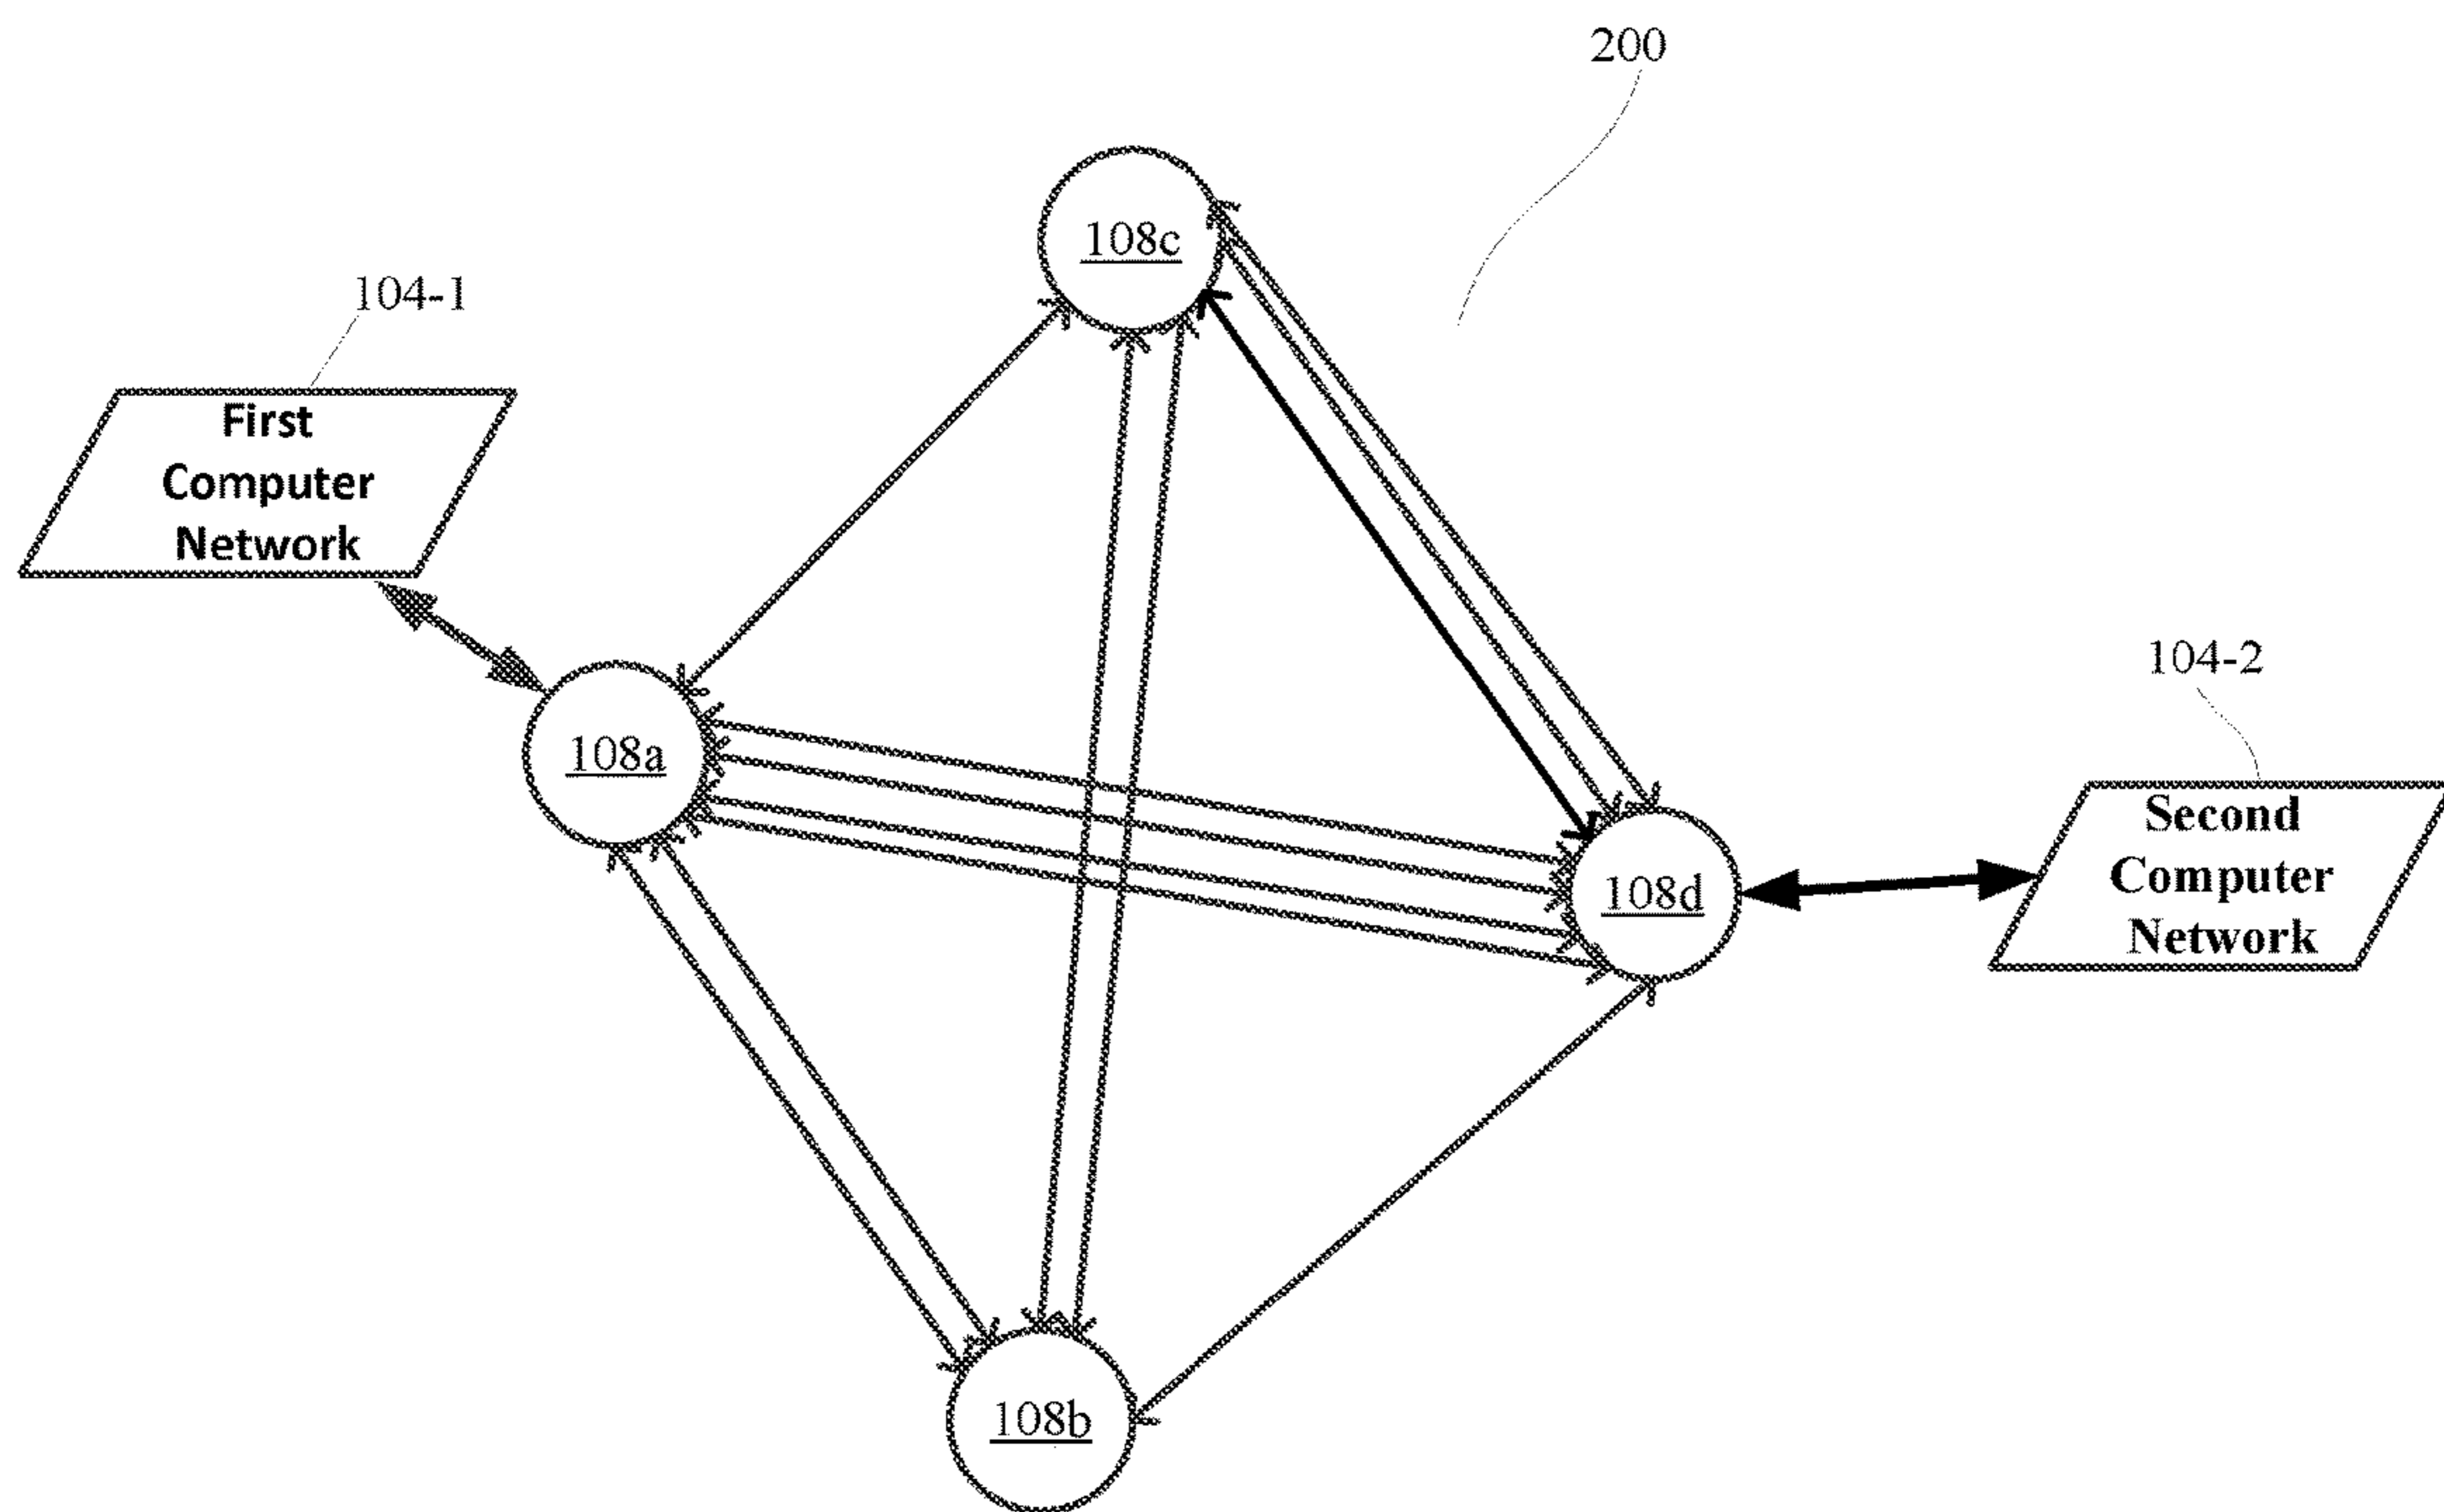 200
108c
104-1
First
Computer
Network
104-2
108a
Second
Computer
Network
108d
108b